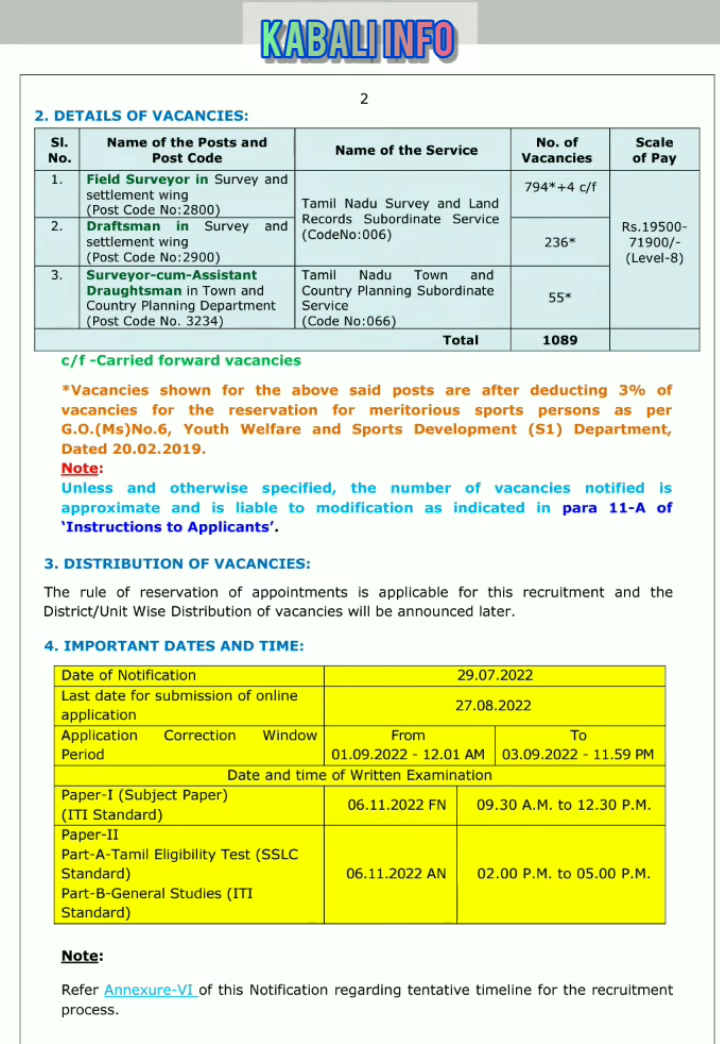 KABALI INFO
2
2. DETAILS OF VACANCIES:
Sl. No. | Name of the Posts and Post Code | Name of the Service | No. of Vacancies | Scale of Pay
1. | Field Surveyor in Survey and settlement wing (Post Code No:2800) | Tamil Nadu Survey and Land Records Subordinate Service (CodeNo:006) | 794*+4 c/f | Rs.19500-71900/- (Level-8)
2. | Draftsman in Survey and settlement wing (Post Code No:2900) | 236*
3. | Surveyor-cum-Assistant Draughtsman in Town and Country Planning Department (Post Code No. 3234) | Tamil Nadu Town and Country Planning Subordinate Service (Code No:066) | 55*
Total | 1089
c/f -Carried forward vacancies
*Vacancies shown for the above said posts are after deducting 3% of
vacancies for the reservation for meritorious sports persons as per
G.O.(Ms)No.6, Youth Welfare and Sports Development (S1) Department,
Dated 20.02.2019.
Note:
Unless and otherwise specified, the number of vacancies notified is
approximate and is liable to modification as indicated in para 11-A of
‘Instructions to Applicants’.
3. DISTRIBUTION OF VACANCIES:
The rule of reservation of appointments is applicable for this recruitment and the
District/Unit Wise Distribution of vacancies will be announced later.
4. IMPORTANT DATES AND TIME:
Date of Notification | 29.07.2022
Last date for submission of online application | 27.08.2022
Application Correction Window Period | From 01.09.2022 - 12.01 AM | To 03.09.2022 - 11.59 PM
Date and time of Written Examination
Paper-I (Subject Paper) (ITI Standard) | 06.11.2022 FN | 09.30 A.M. to 12.30 P.M.
Paper-II Part-A-Tamil Eligibility Test (SSLC Standard) Part-B-General Studies (ITI Standard) | 06.11.2022 AN | 02.00 P.M. to 05.00 P.M.
Note:
Refer Annexure-VI of this Notification regarding tentative timeline for the recruitment
process.